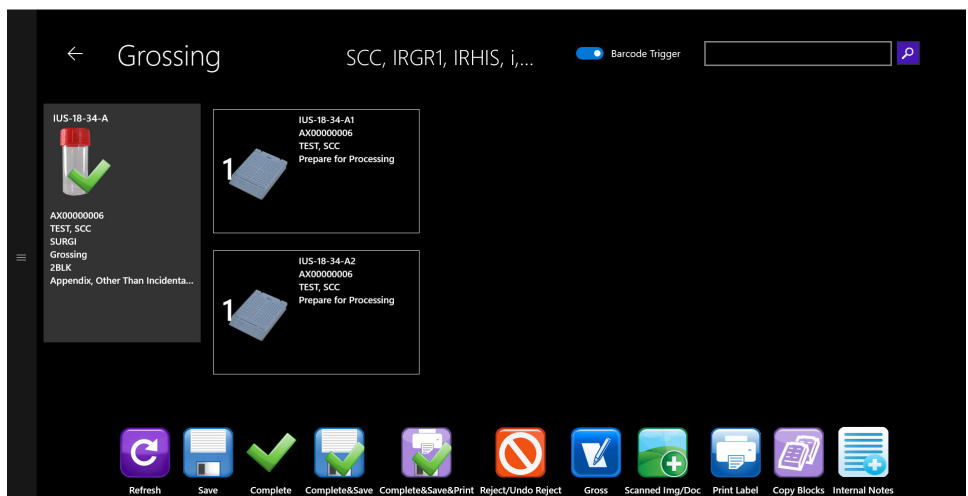 Grossing
SCC, IRGR1, IRHIS, i,...
Barcode Trigger
IUS-18-34-A
AX00000006
TEST, SCC
SURGI
Grossing
2BLK
Appendix, Other Than Incidenta...
IUS-18-34-A1
AX00000006
TEST, SCC
Prepare for Processing
1
IUS-18-34-A2
AX00000006
TEST, SCC
Prepare for Processing
1
Refresh
Save
Complete
Complete&Save
Complete&Save&Print
Reject/Undo Reject
Gross
Scanned Img/Doc
Print Label
Copy Blocks
Internal Notes